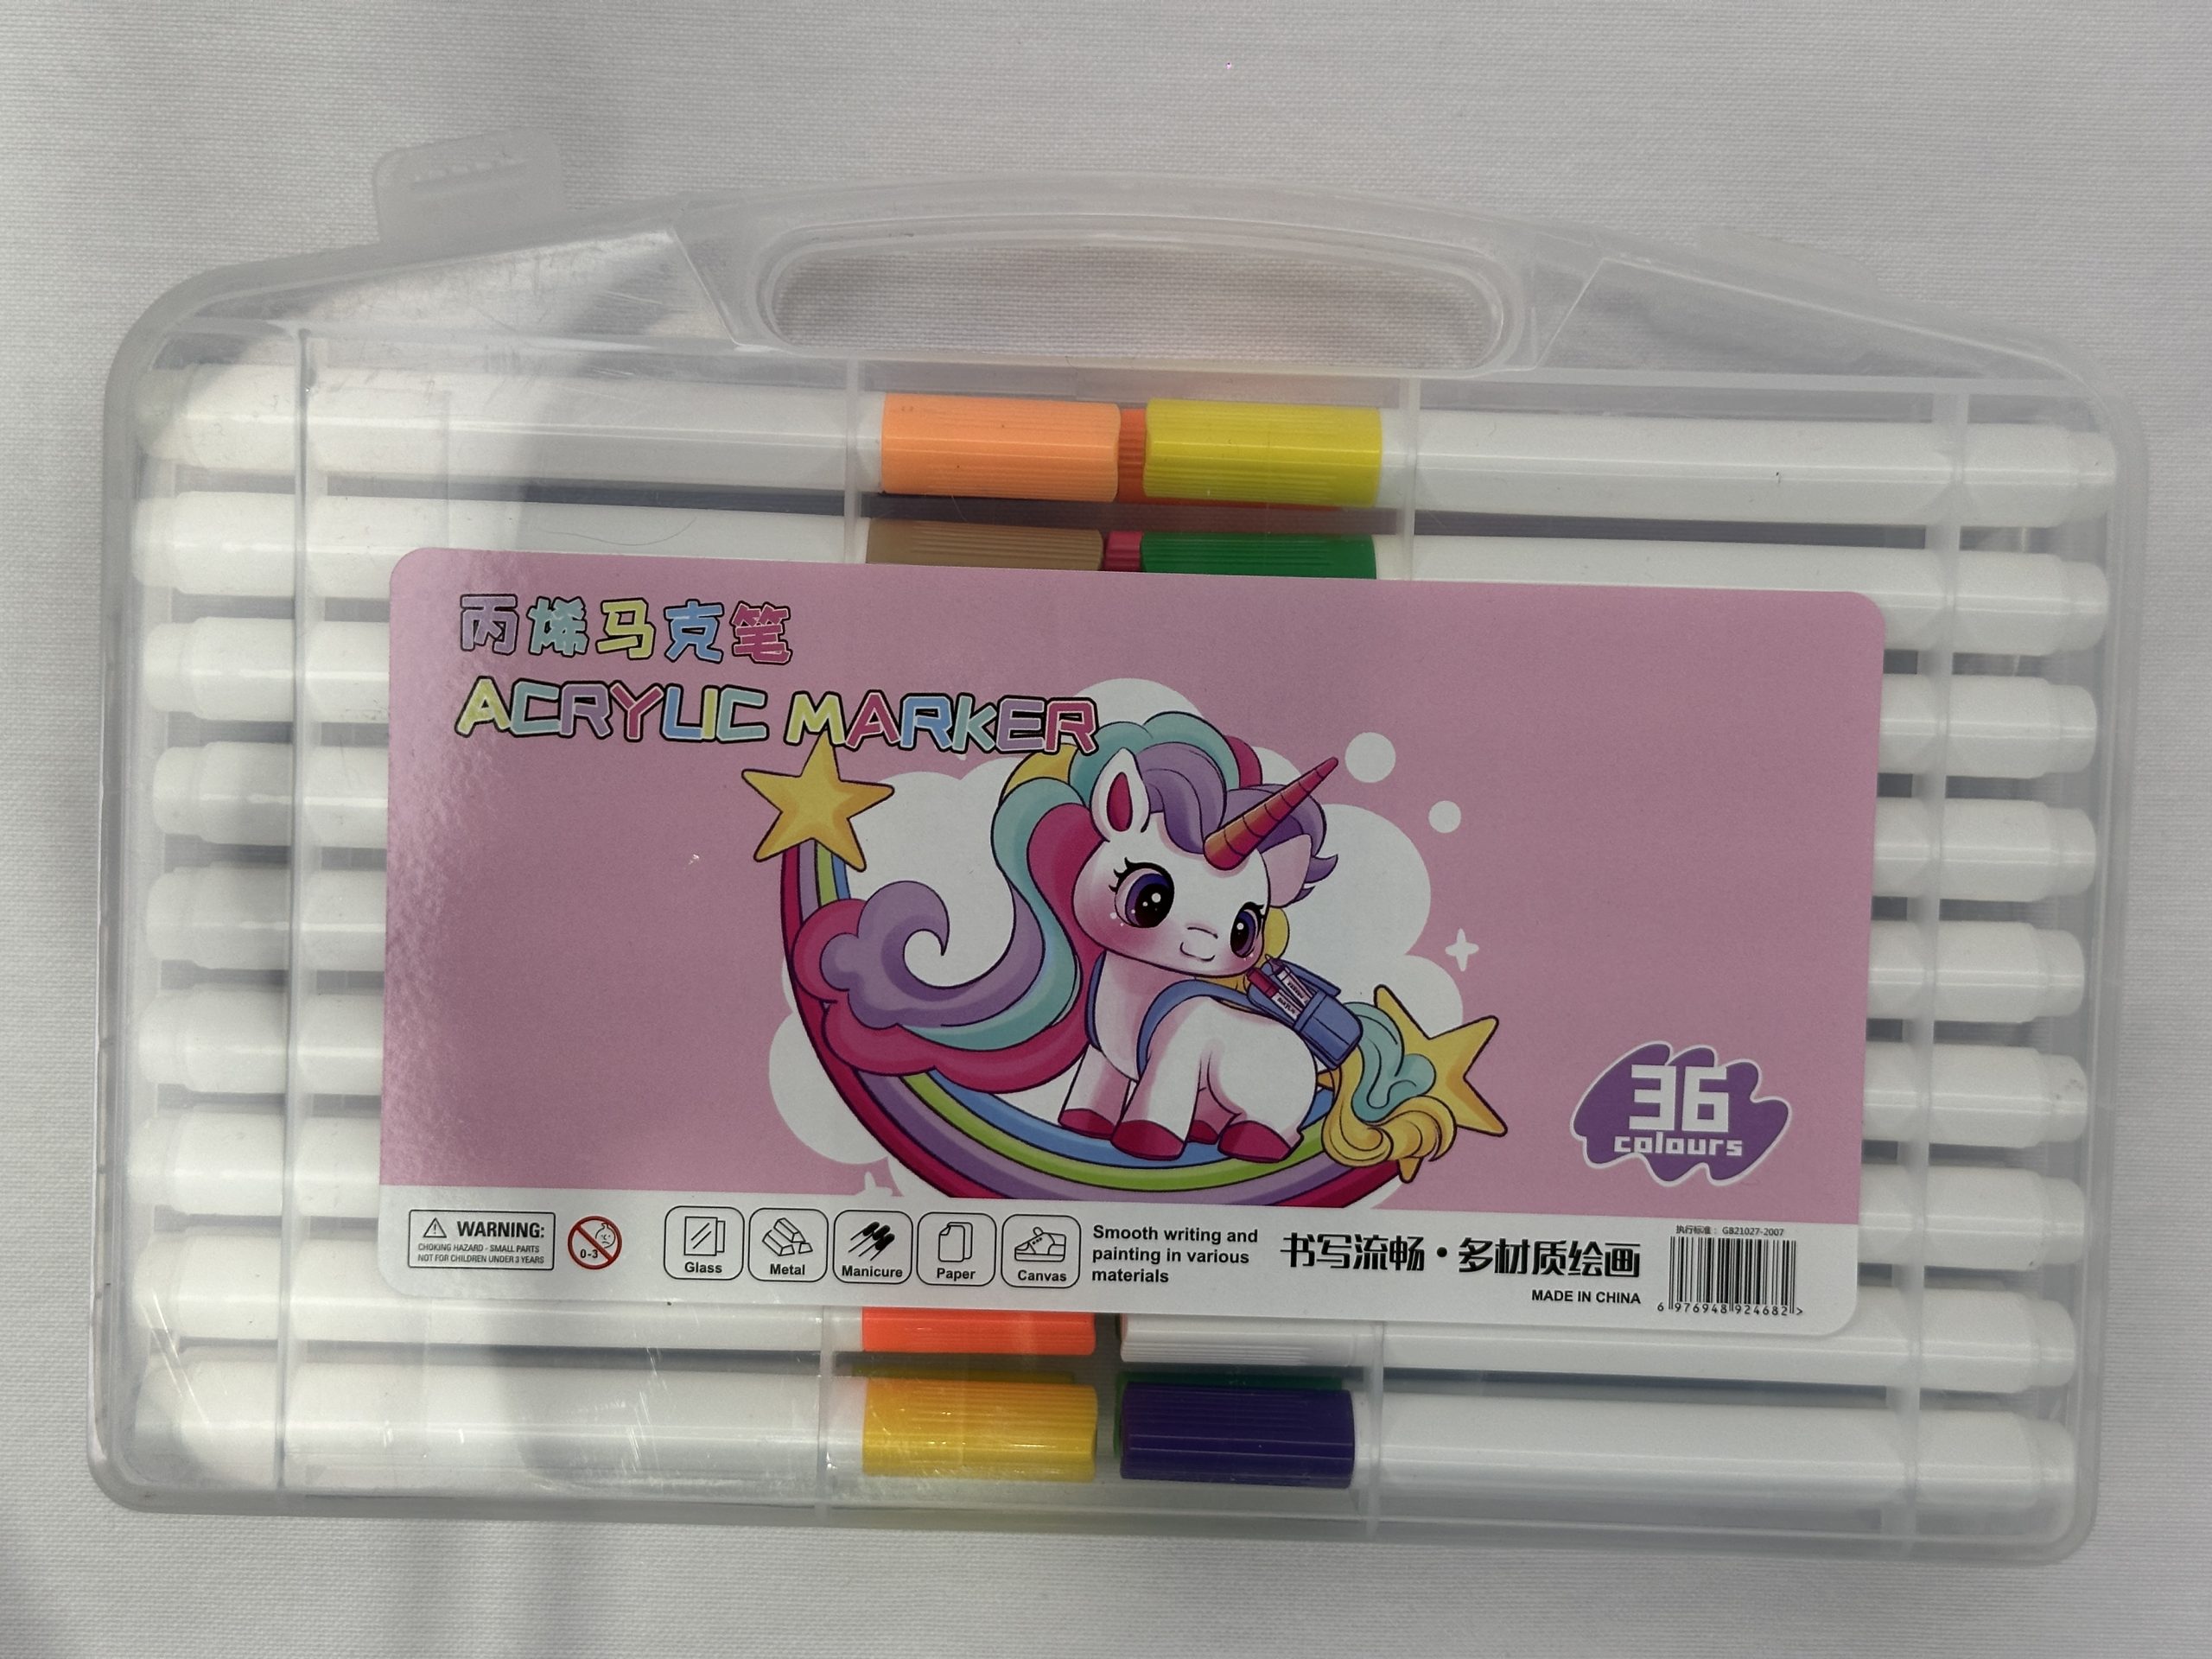 丙烯马克笔
ACRYLIC MARKER
36
colours
WARNING:
CHOKING HAZARD - SMALL PARTS
NOT FOR CHILDREN UNDER 3 YEARS
0-3
Glass
Metal
Manicure
Paper
Canvas
Smooth writing and
painting in various
materials
书写流畅·多材质绘画
MADE IN CHINA
执行标准：GB21027-2007
6 976948 924682 >